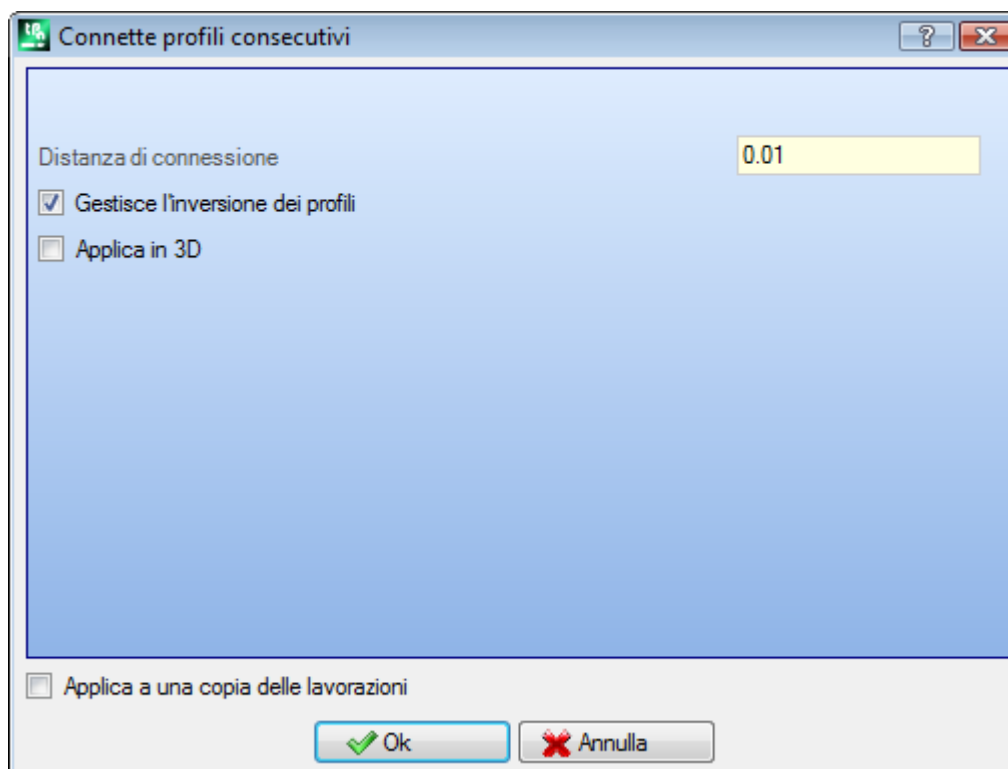 Connette profili consecutivi
Distanza di connessione 0.01
Gestisce l'inversione dei profili
Applica in 3D
Applica a una copia delle lavorazioni
Ok Annulla